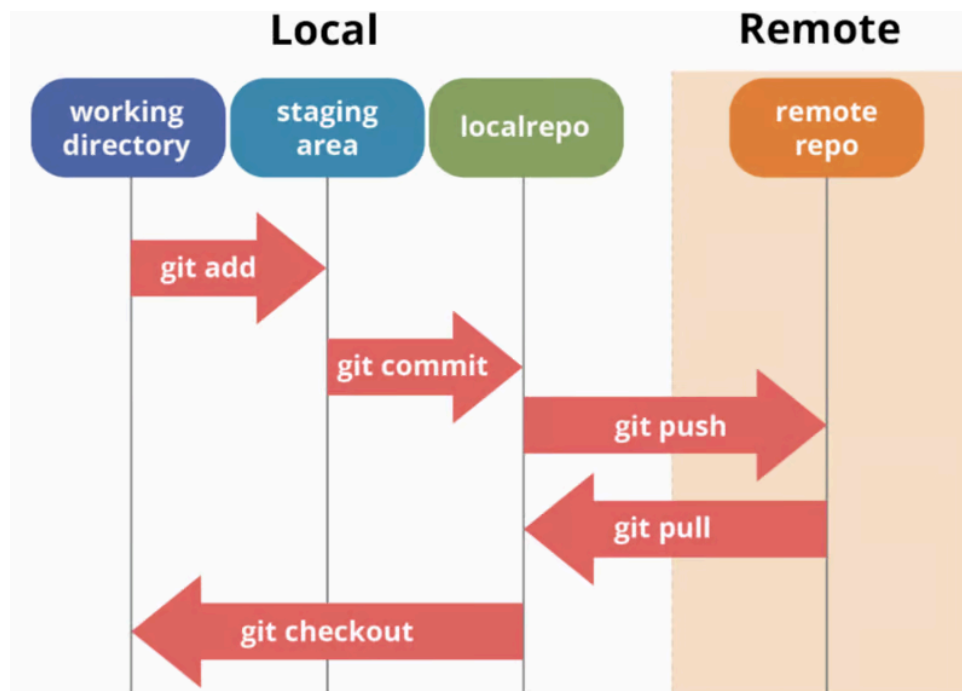 Local
Remote
working
directory
staging
area
localrepo
remote
repo
git add
git commit
git push
git pull
git checkout